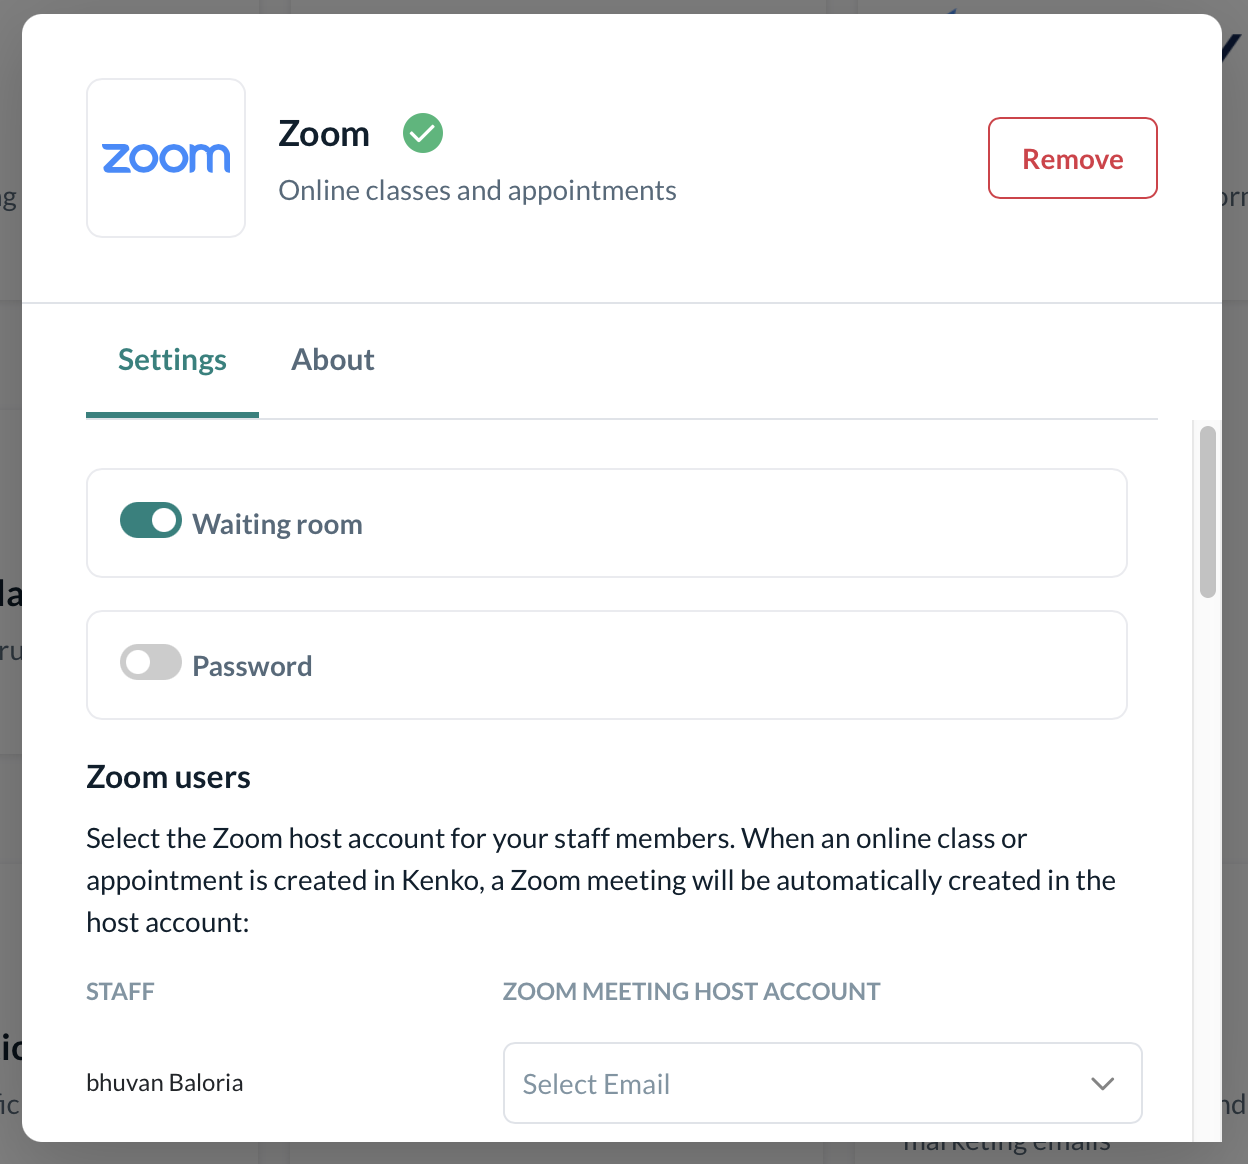 zoom
Zoom
Online classes and appointments
Remove
Settings
About
Waiting room
Password
Zoom users
Select the Zoom host account for your staff members. When an online class or
appointment is created in Kenko, a Zoom meeting will be automatically created in the
host account:
STAFF
ZOOM MEETING HOST ACCOUNT
bhuvan Baloria
Select Email
marketing emails